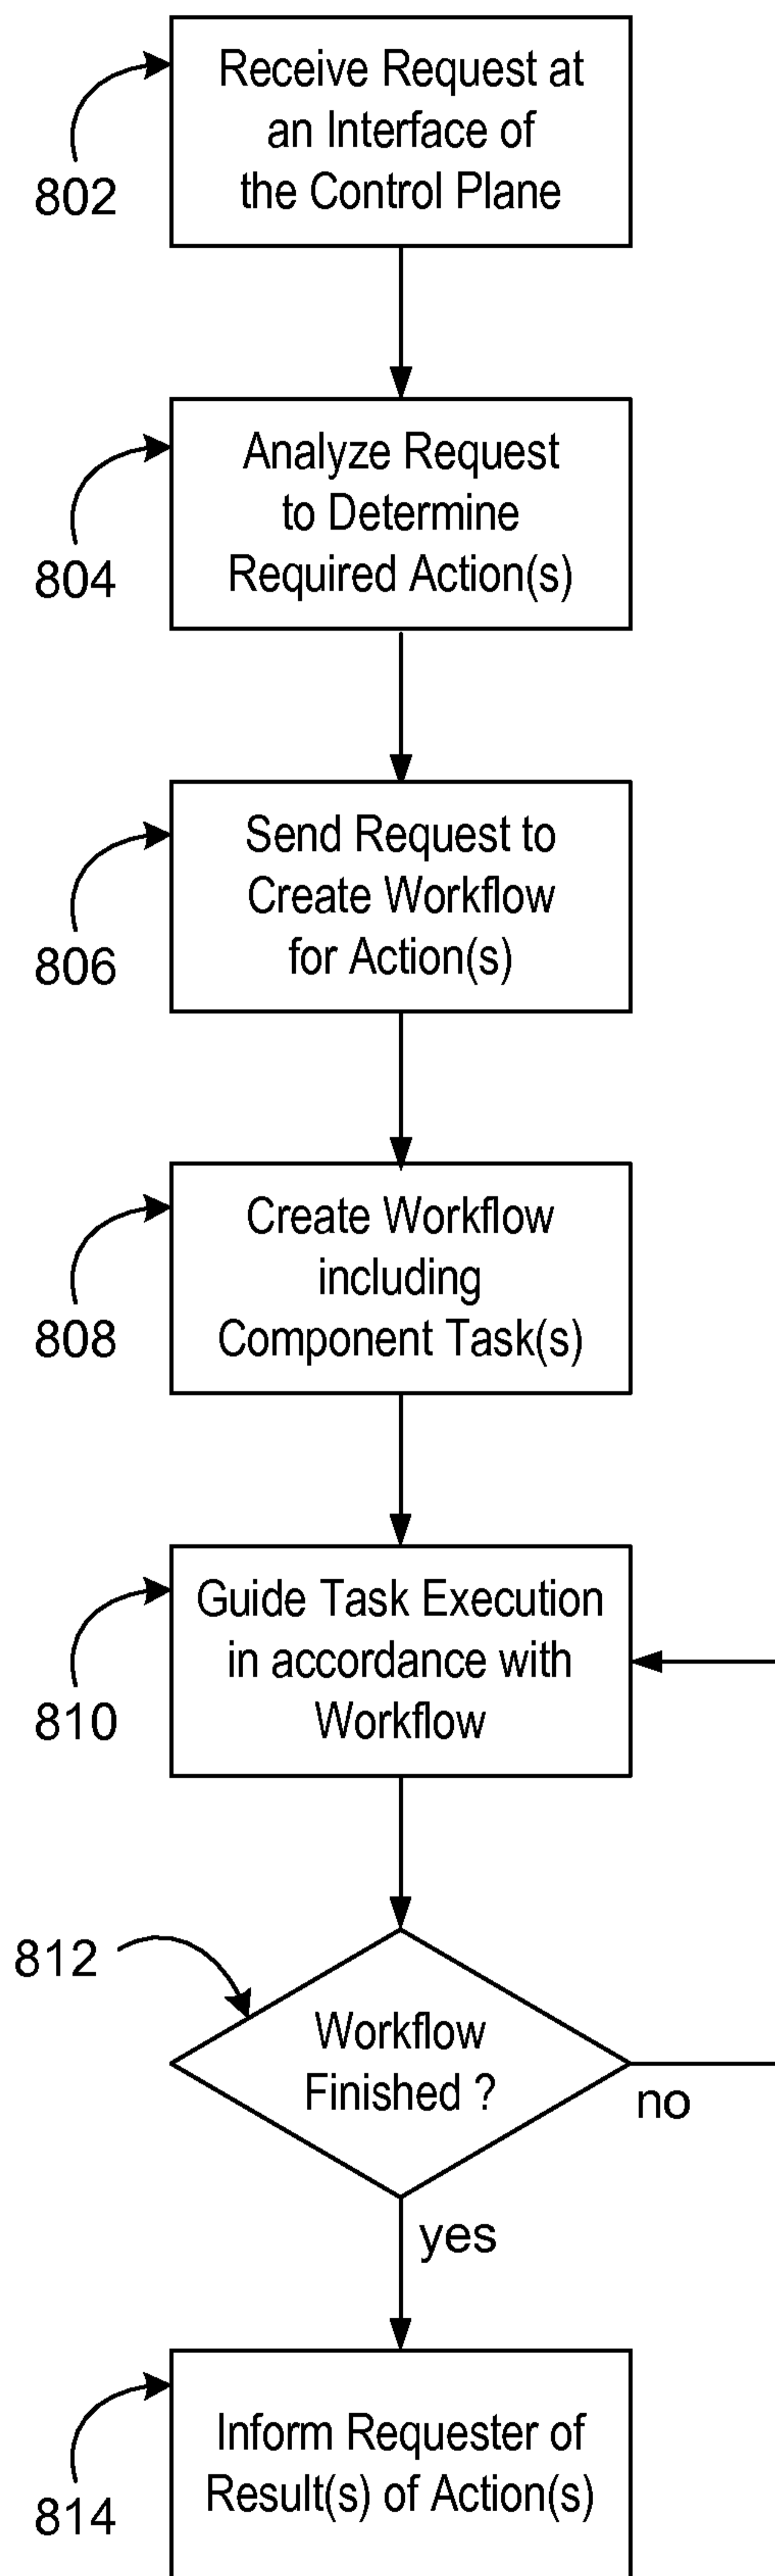 Receive Request at
an Interface of
the Control Plane
802
Analyze Request
to Determine
Required Action(s)
804
Send Request to
Create Workflow
for Action(s)
806
Create Workflow
including
Component Task(s)
808
Guide Task Execution
in accordance with
Workflow
810
812
Workflow
Finished ?
no
yes
Inform Requester of
Result(s) of Action(s)
814